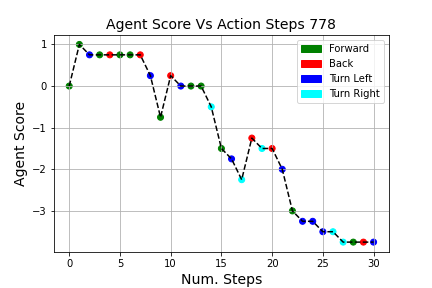 Agent Score Vs Action Steps 778
Agent Score
1
0
−1
−2
−3
Forward
Back
Turn Left
Turn Right
0 5 10 15 20 25 30
Num. Steps